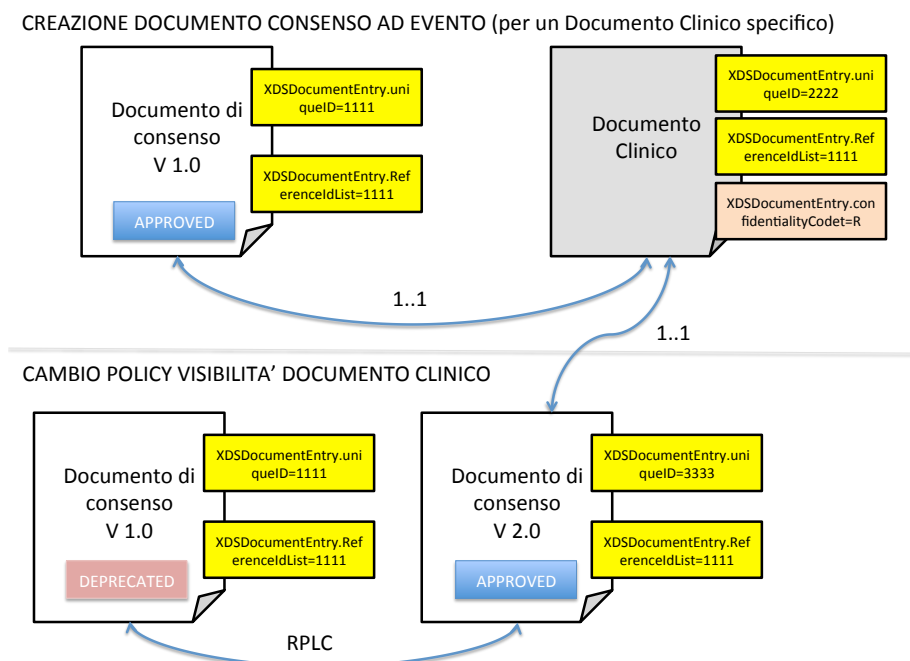 CREAZIONE DOCUMENTO CONSENSO AD EVENTO (per un Documento Clinico specifico)
Documento di
consenso
V 1.0
APPROVED
XDSDocumentEntry.uni
queID=1111
XDSDocumentEntry.Ref
erenceIdList=1111
Documento
Clinico
XDSDocumentEntry.uni
queID=2222
XDSDocumentEntry.Ref
erenceIdList=1111
XDSDocumentEntry.con
fidentialityCodet=R
1..1
1..1
CAMBIO POLICY VISIBILITA’ DOCUMENTO CLINICO
Documento di
consenso
V 1.0
DEPRECATED
XDSDocumentEntry.uni
queID=1111
XDSDocumentEntry.Ref
erenceIdList=1111
Documento di
consenso
V 2.0
APPROVED
XDSDocumentEntry.uni
queID=3333
XDSDocumentEntry.Ref
erenceIdList=1111
RPLC